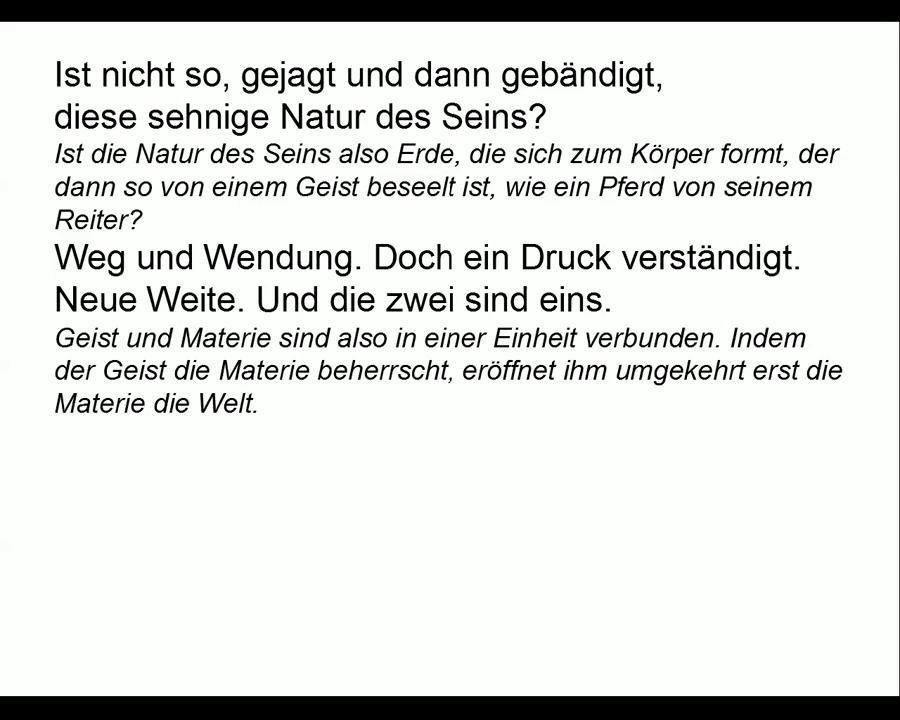 Ist nicht so, gejagt und dann gebändigt,
diese sehnige Natur des Seins?
Ist die Natur des Seins also Erde, die sich zum Körper formt, der
dann so von einem Geist beseelt ist, wie ein Pferd von seinem
Reiter?
Weg und Wendung. Doch ein Druck verständigt.
Neue Weite. Und die zwei sind eins.
Geist und Materie sind also in einer Einheit verbunden. Indem
der Geist die Materie beherrscht, eröffnet ihm umgekehrt erst die
Materie die Welt.